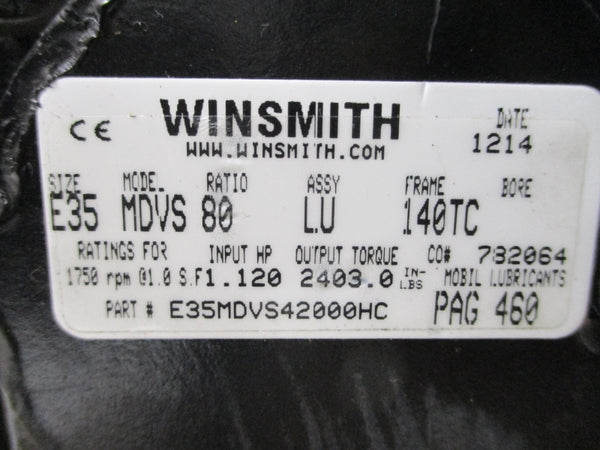 CE WINSMITH DATE
WWW.WINSMITH.COM 1214
SIZE MODEL RATIO ASSY FRAME BORE
E35 MDVS 80 LU 140TC
RATINGS FOR INPUT HP OUTPUT TORQUE CO# 782064
1750 rpm @1.0 S.F 1.120 2403.0 IN-LBS MOBIL LUBRICANTS
PART # E35MDVS42000HC PAG 460